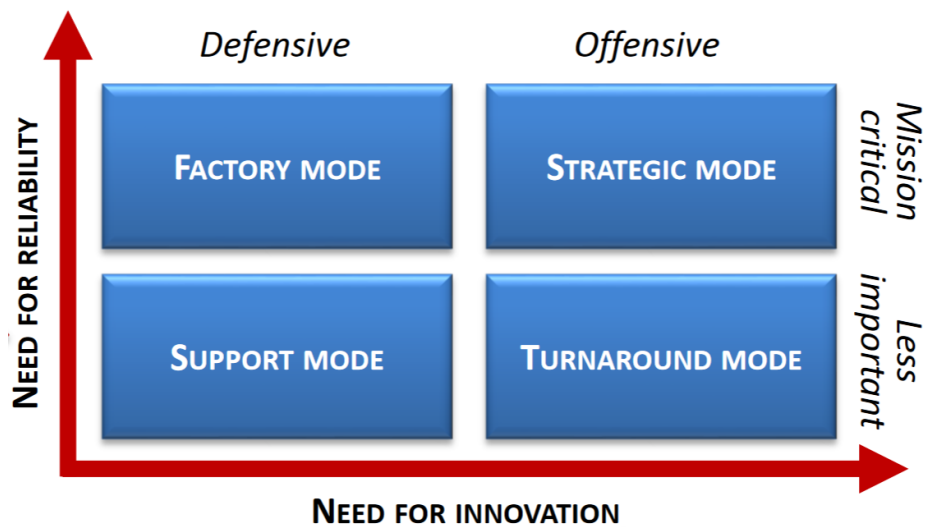 Defensive
Offensive
FACTORY MODE
STRATEGIC MODE
Mission
critical
SUPPORT MODE
TURNAROUND MODE
Less
important
NEED FOR RELIABILITY
NEED FOR INNOVATION